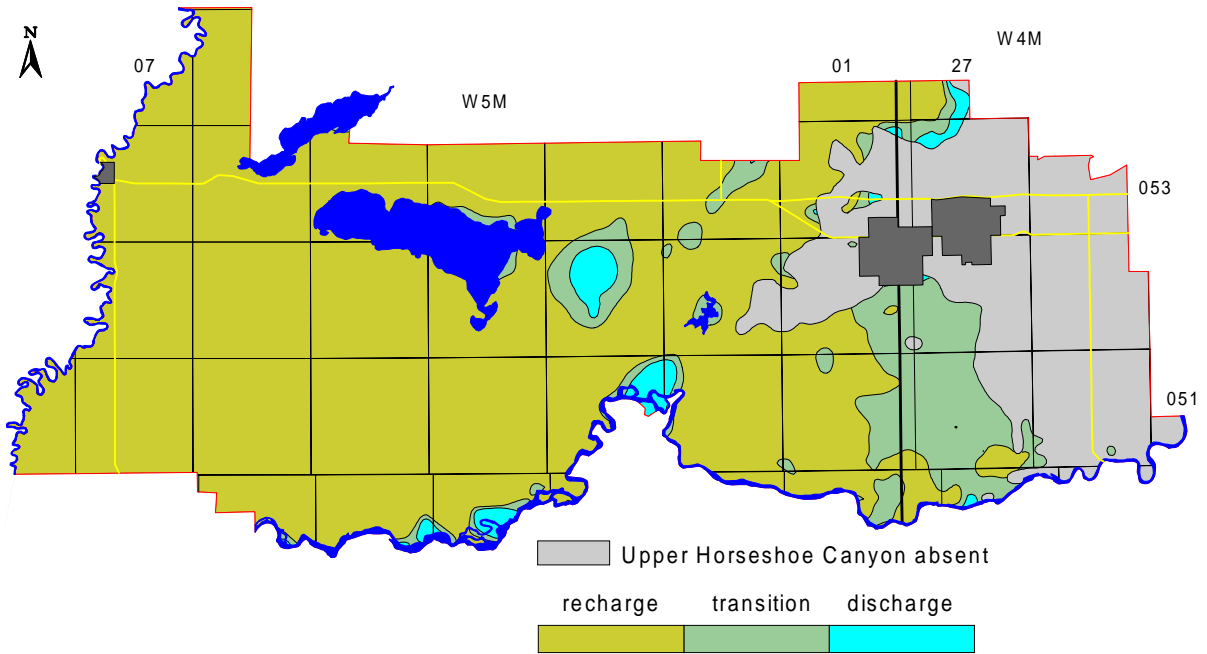 N
W4M
07
01
27
W5M
053
051
Upper Horseshoe Canyon absent
recharge transition discharge